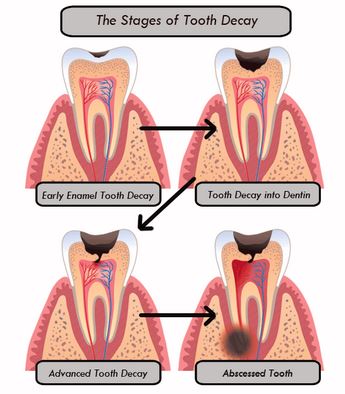 The Stages of Tooth Decay
Early Enamel Tooth Decay
Tooth Decay into Dentin
Advanced Tooth Decay
Abscessed Tooth